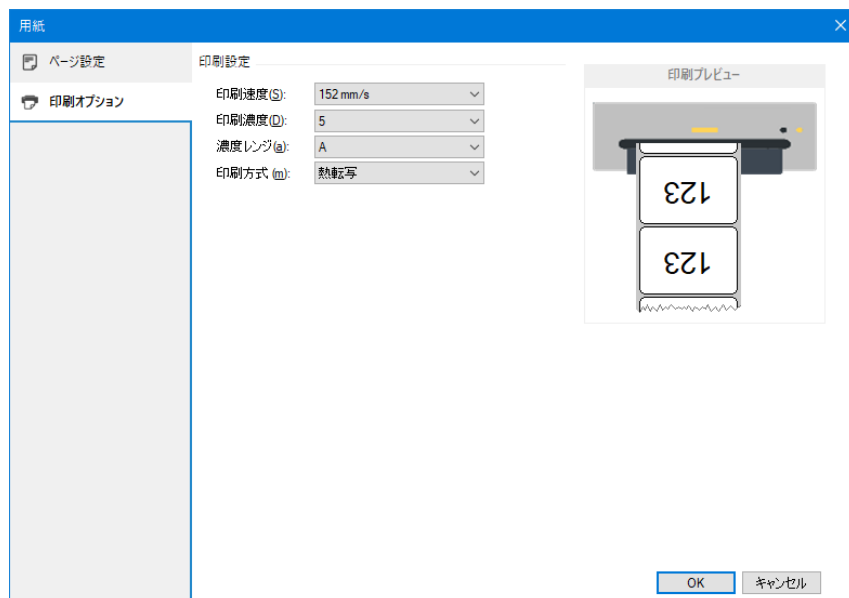 用紙
ページ設定
印刷オプション
印刷設定
印刷速度(S): 152 mm/s
印刷濃度(D): 5
濃度レンジ(a): A
印刷方式 (m): 熱転写
印刷プレビュー
123
123
OK キャンセル